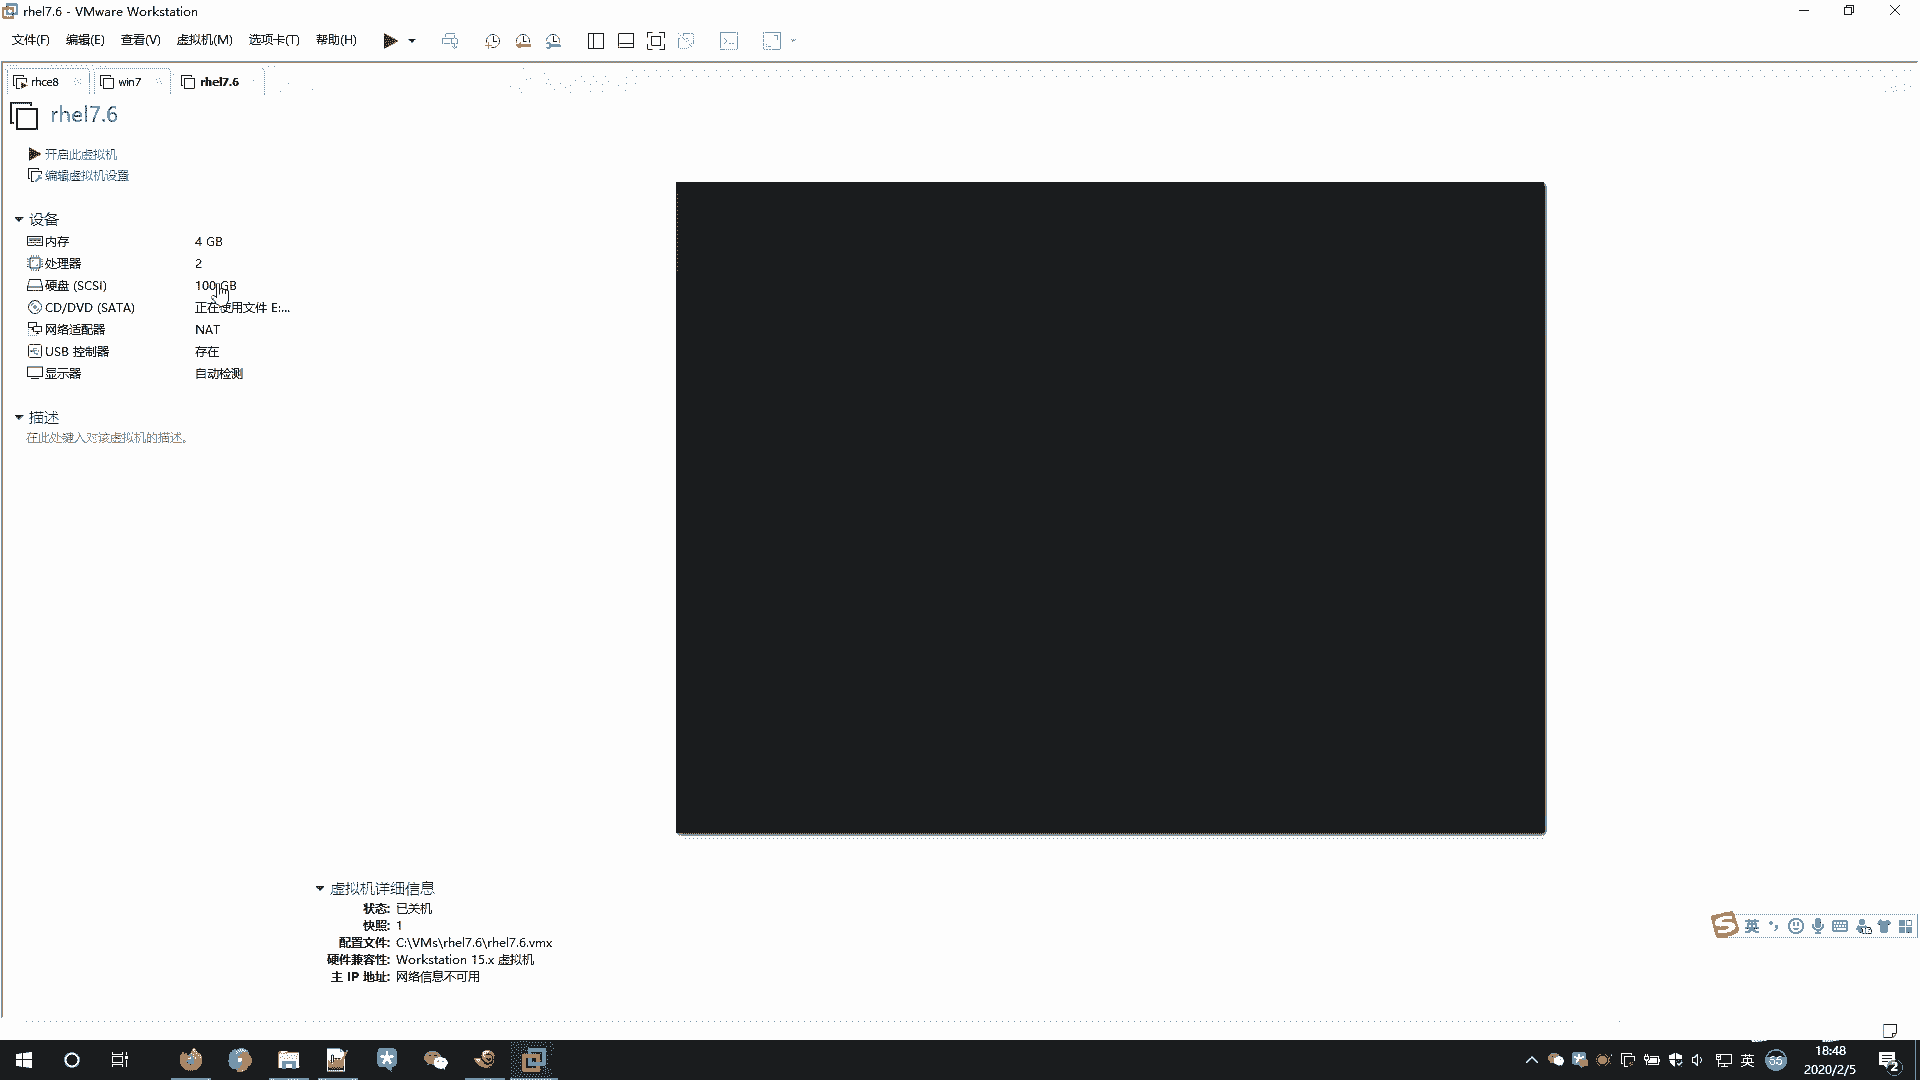 rhel7.6 - VMware Workstation
文件(F) 编辑(E) 查看(V) 虚拟机(M) 选项卡(T) 帮助(H)
rhce8 win7 rhel7.6
rhel7.6
开启此虚拟机
编辑虚拟机设置
设备
内存 4 GB
处理器 2
硬盘 (SCSI) 100 GB
CD/DVD (SATA) 正在使用文件 E:...
网络适配器 NAT
USB 控制器 存在
显示器 自动检测
描述
在此处键入对该虚拟机的描述。
虚拟机详细信息
状态: 已关机
快照: 1
配置文件: C:\VMs\rhel7.6\rhel7.6.vmx
硬件兼容性: Workstation 15.x 虚拟机
主 IP 地址: 网络信息不可用
英
英 65 18:48
2020/2/5 2